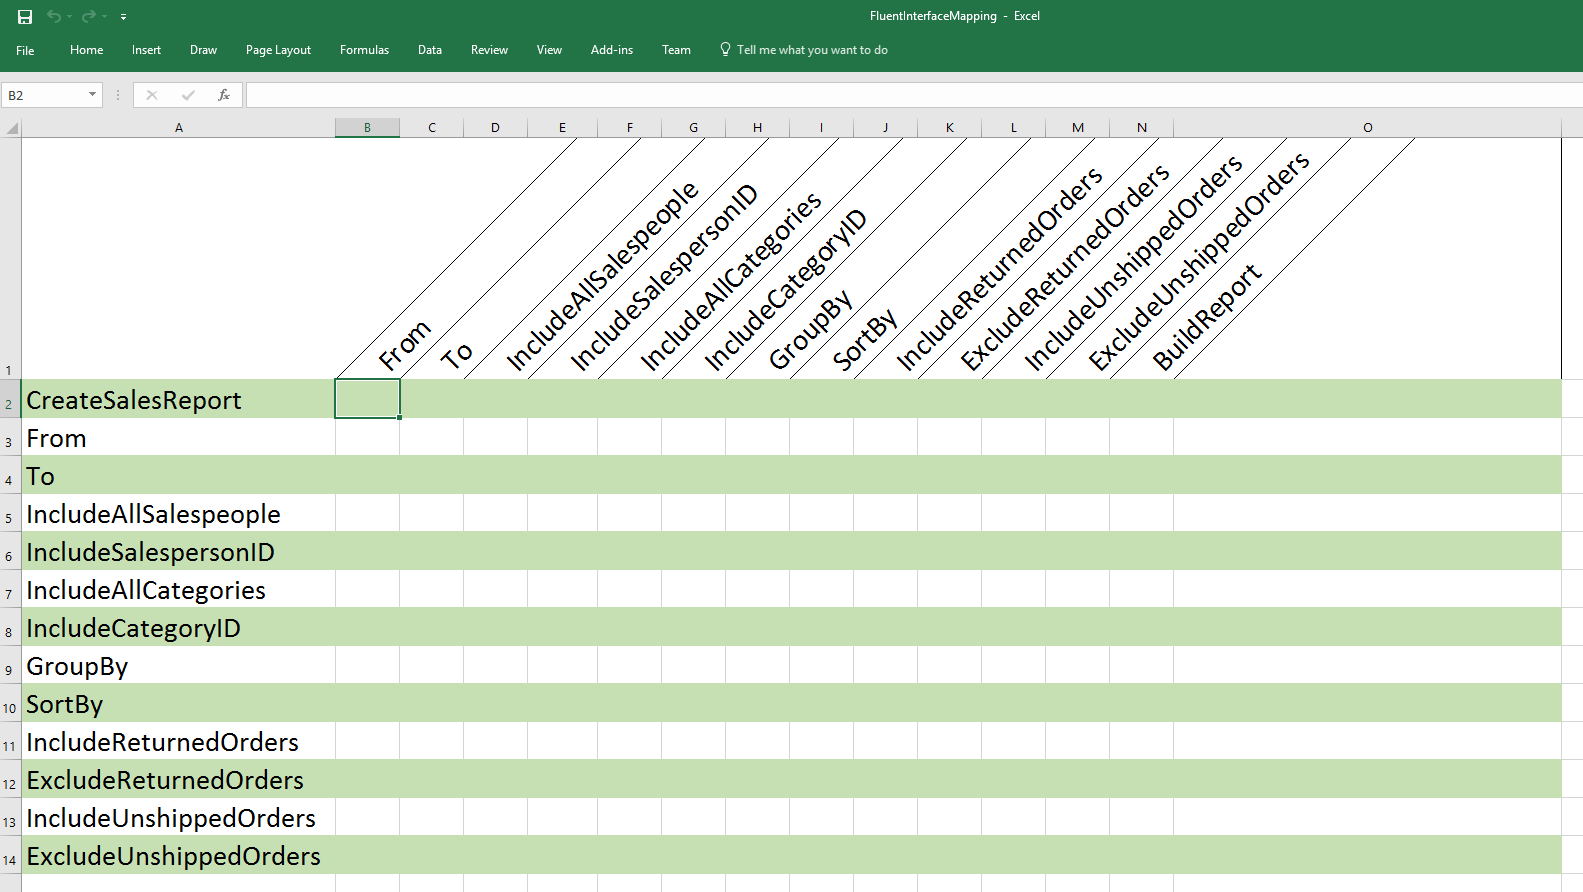 FluentInterfaceMapping - Excel
File Home Insert Draw Page Layout Formulas Data Review View Add-ins Team Tell me what you want to do
B2 fx
A B C D E F G H I J K L M N O
1 From To IncludeAllSalespeople IncludeSalespersonID IncludeAllCategories IncludeCategoryID GroupBy SortBy IncludeReturnedOrders ExcludeReturnedOrders IncludeUnshippedOrders ExcludeUnshippedOrders BuildReport
2 CreateSalesReport
3 From
4 To
5 IncludeAllSalespeople
6 IncludeSalespersonID
7 IncludeAllCategories
8 IncludeCategoryID
9 GroupBy
10 SortBy
11 IncludeReturnedOrders
12 ExcludeReturnedOrders
13 IncludeUnshippedOrders
14 ExcludeUnshippedOrders